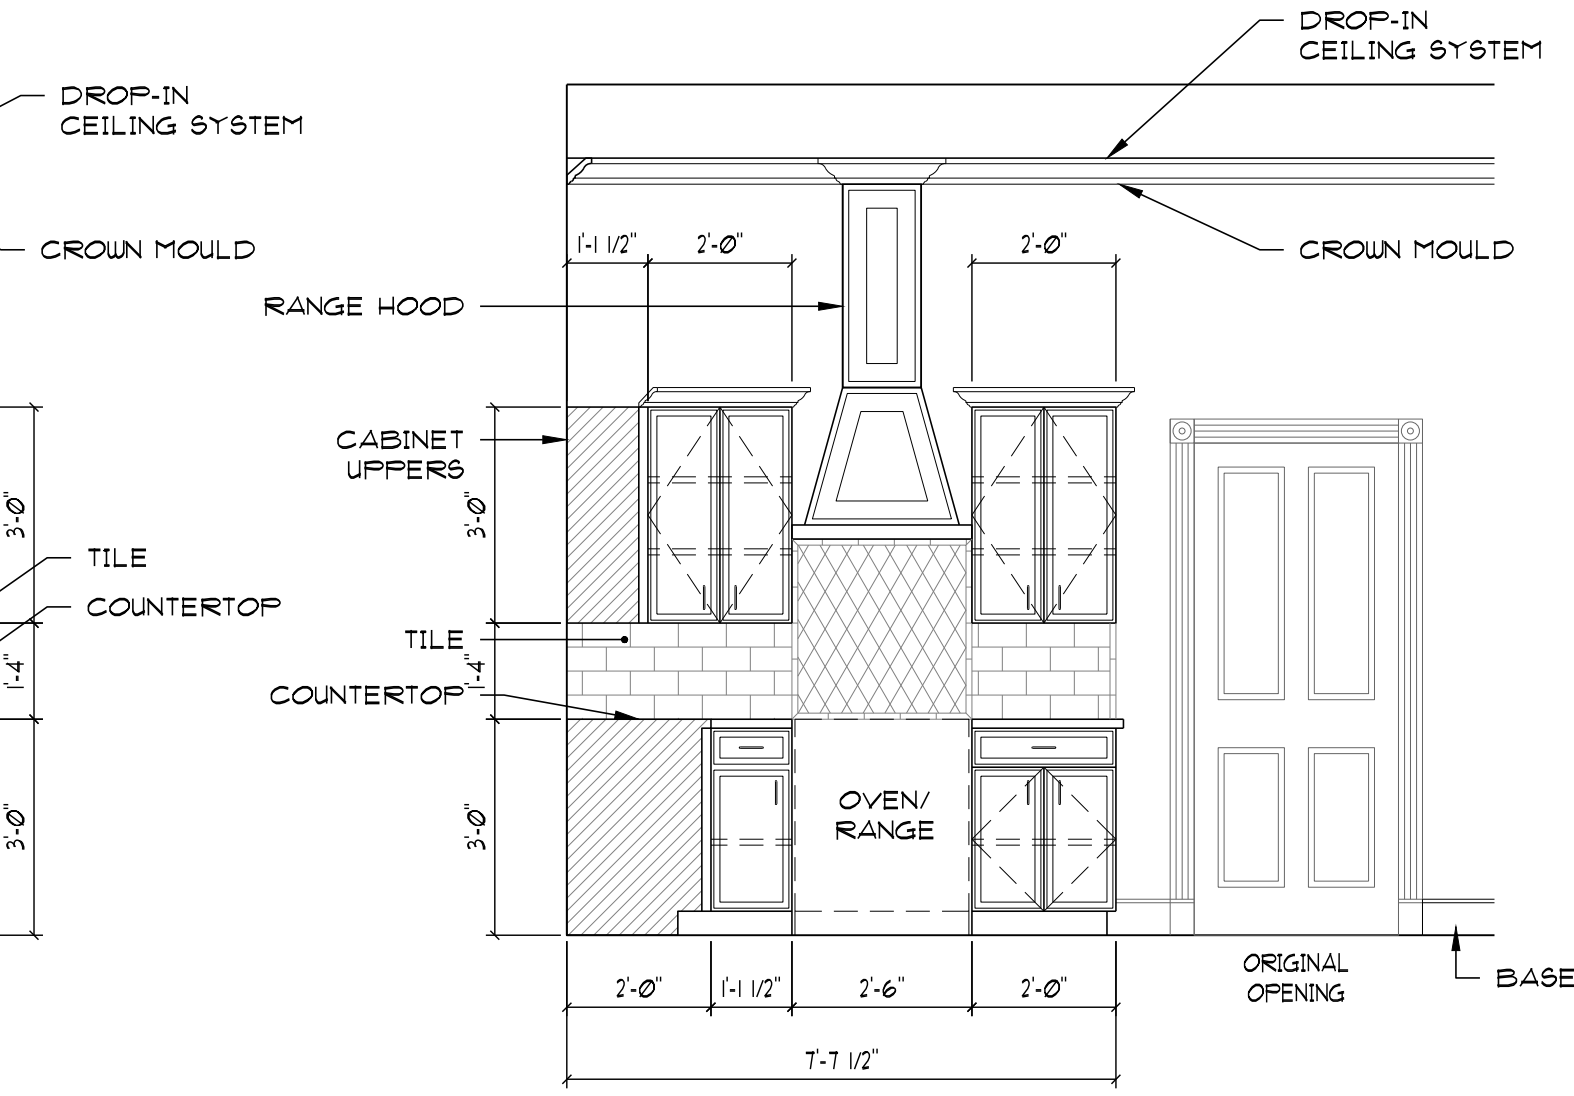 DROP-IN
CEILING SYSTEM
DROP-IN
CEILING SYSTEM
CROWN MOULD
1'-1 1/2"
2'-0"
2'-0"
CROWN MOULD
RANGE HOOD
CABINET
UPPERS
3'-0"
3'-0"
TILE
COUNTERTOP
TILE
1'-4"
1'-4"
COUNTERTOP
3'-0"
3'-0"
OVEN/
RANGE
ORIGINAL
OPENING
BASE
2'-0"
1'-1 1/2"
2'-6"
2'-0"
7'-7 1/2"